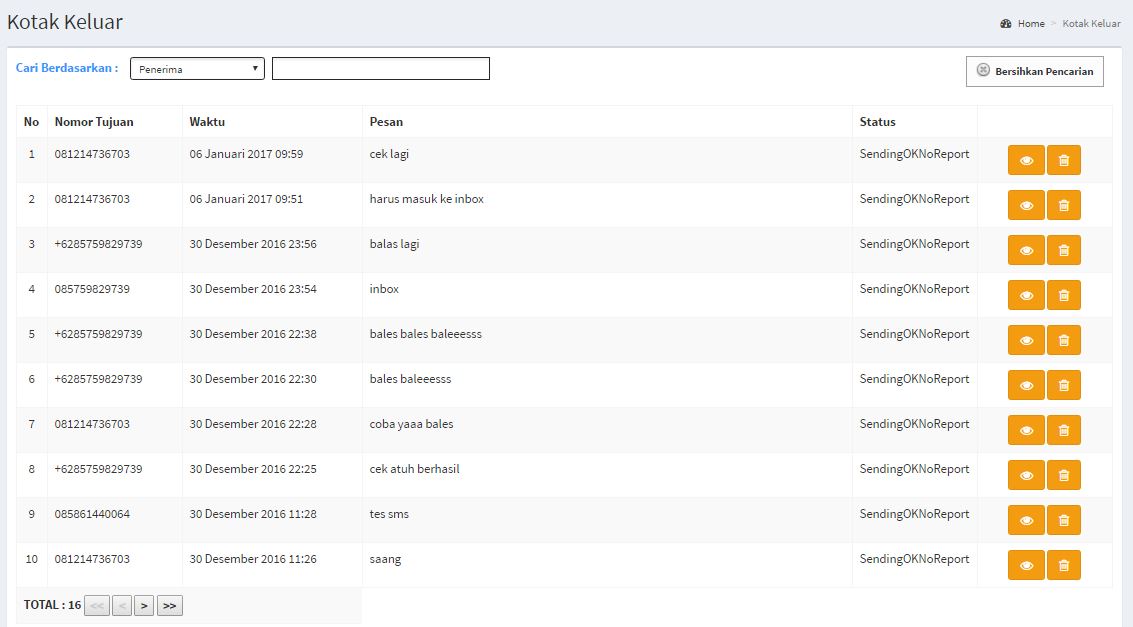 Kotak Keluar
Home > Kotak Keluar
Cari Berdasarkan : Penerima
Bersihkan Pencarian
No Nomor Tujuan Waktu Pesan Status
1 081214736703 06 Januari 2017 09:59 cek lagi SendingOKNoReport
2 081214736703 06 Januari 2017 09:51 harus masuk ke inbox SendingOKNoReport
3 +6285759829739 30 Desember 2016 23:56 balas lagi SendingOKNoReport
4 085759829739 30 Desember 2016 23:54 inbox SendingOKNoReport
5 +6285759829739 30 Desember 2016 22:38 bales bales baleeesss SendingOKNoReport
6 +6285759829739 30 Desember 2016 22:30 bales baleeesss SendingOKNoReport
7 081214736703 30 Desember 2016 22:28 coba yaaa bales SendingOKNoReport
8 +6285759829739 30 Desember 2016 22:25 cek atuh berhasil SendingOKNoReport
9 085861440064 30 Desember 2016 11:28 tes sms SendingOKNoReport
10 081214736703 30 Desember 2016 11:26 saang SendingOKNoReport
TOTAL : 16 << < > >>